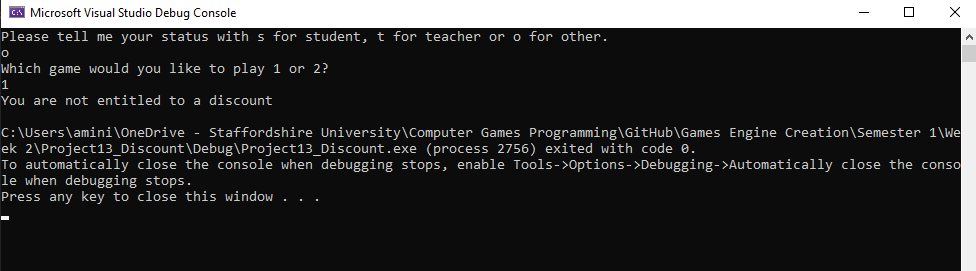 Microsoft Visual Studio Debug Console
Please tell me your status with s for student, t for teacher or o for other.
o
Which game would you like to play 1 or 2?
1
You are not entitled to a discount
C:\Users\amini\OneDrive - Staffordshire University\Computer Games Programming\GitHub\Games Engine Creation\Semester 1\We
ek 2\Project13_Discount\Debug\Project13_Discount.exe (process 2756) exited with code 0.
To automatically close the console when debugging stops, enable Tools->Options->Debugging->Automatically close the conso
le when debugging stops.
Press any key to close this window . . .